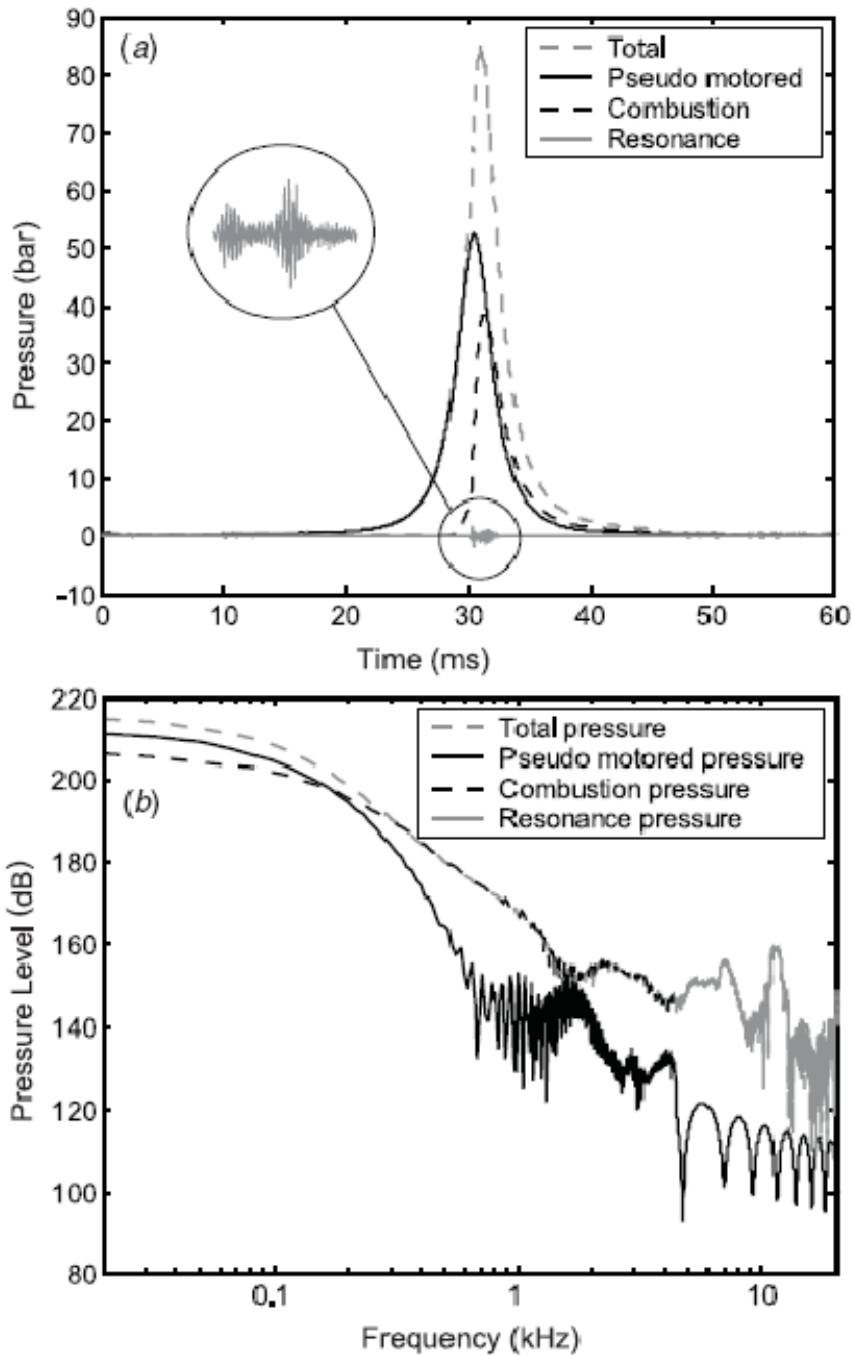 (a)
90
80
70
60
50
40
30
20
10
0
-10
Pressure (bar)
Total
Pseudo motored
Combustion
Resonance
0 10 20 30 40 50 60
Time (ms)
220
200
180
160
140
120
100
80
Pressure Level (dB)
(b)
Total pressure
Pseudo motored pressure
Combustion pressure
Resonance pressure
0.1 1 10
Frequency (kHz)